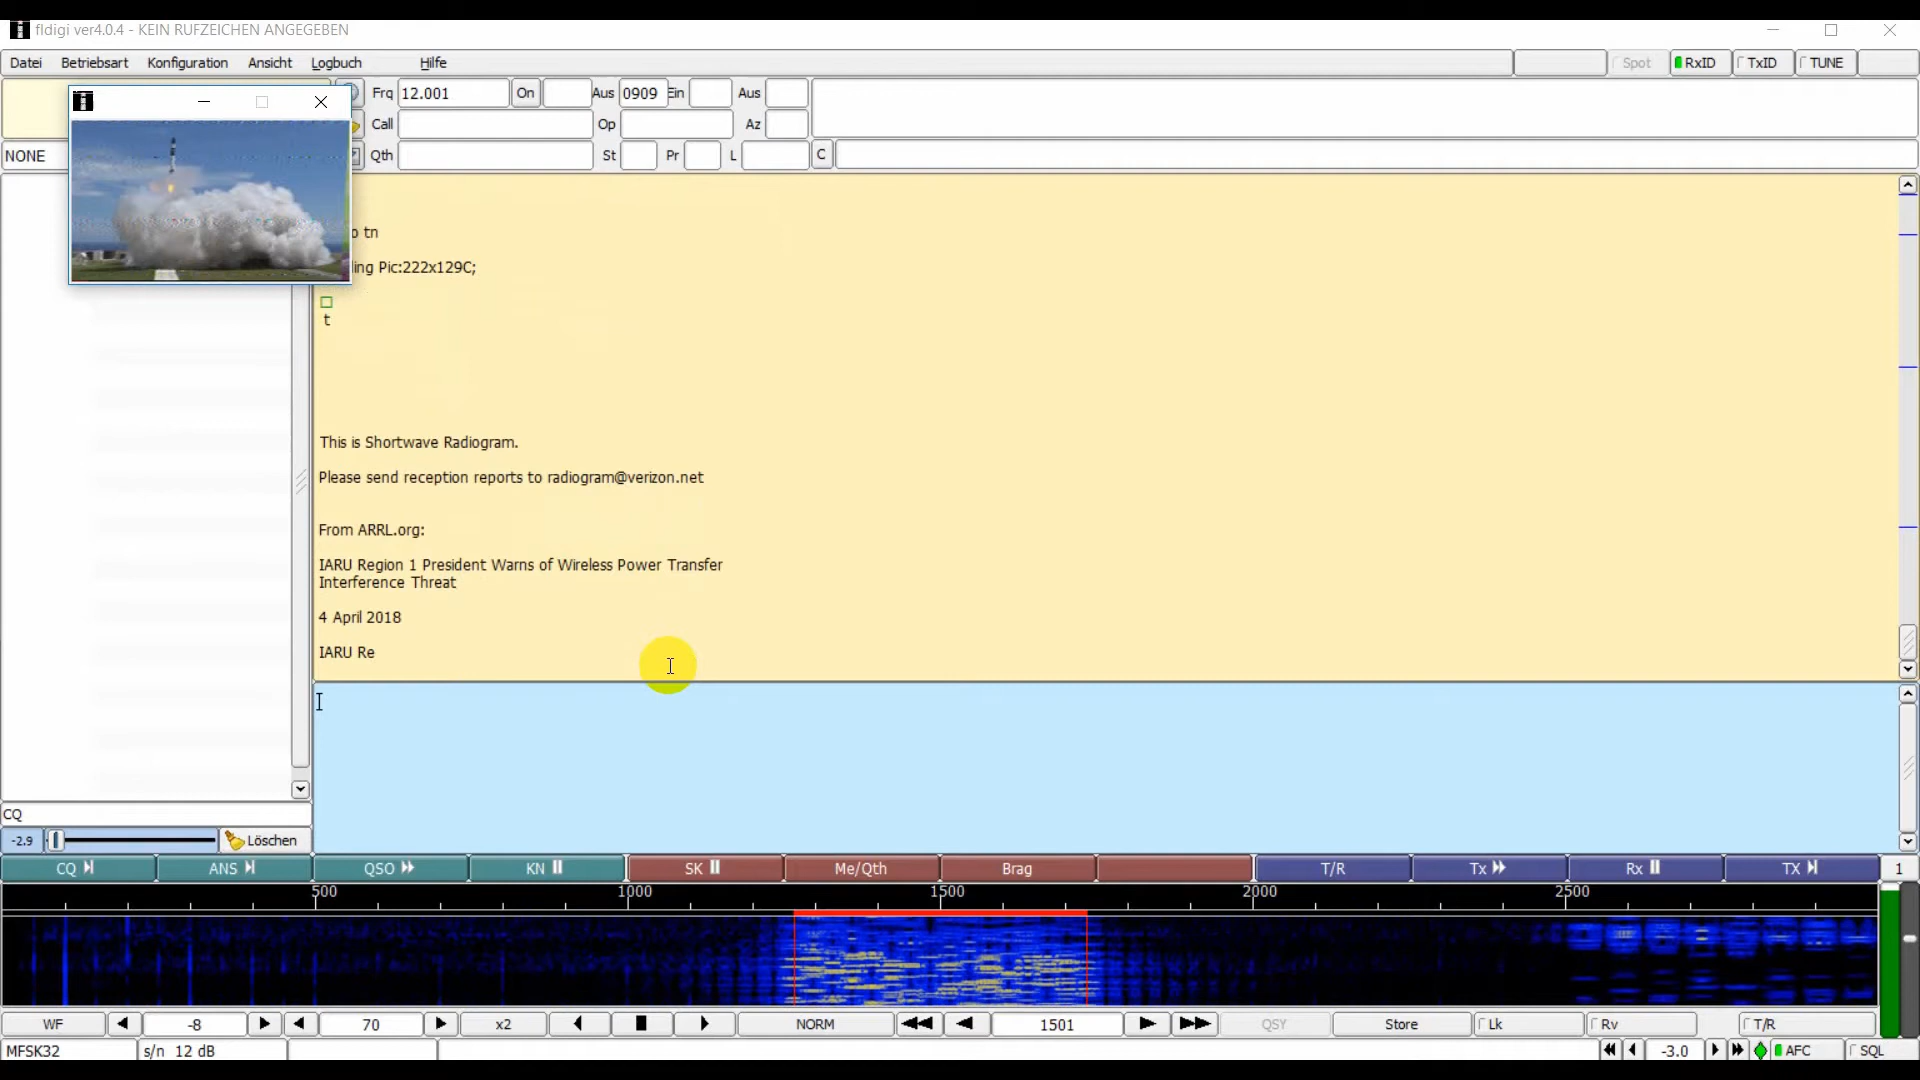 fldigi ver4.0.4 - KEIN RUFZEICHEN ANGEGEBEN
Datei Betriebsart Konfiguration Ansicht Logbuch Hilfe Spot RxID TxID TUNE
Frq 12.001 On Aus 0909 Ein Aus
Call Op Az
NONE Qth St Pr L C
tn
Pic:222x129C;
t
This is Shortwave Radiogram.
Please send reception reports to radiogram@verizon.net
From ARRL.org:
IARU Region 1 President Warns of Wireless Power Transfer
Interference Threat
4 April 2018
IARU Re
CQ
-2.9 Löschen
CQ ANS QSO KN SK Me/Qth Brag T/R Tx Rx TX 1
500 1000 1500 2000 2500
WF -8 70 x2 NORM 1501 QSY Store Lk Rv T/R
MFSK32 s/n 12 dB -3.0 AFC SQL